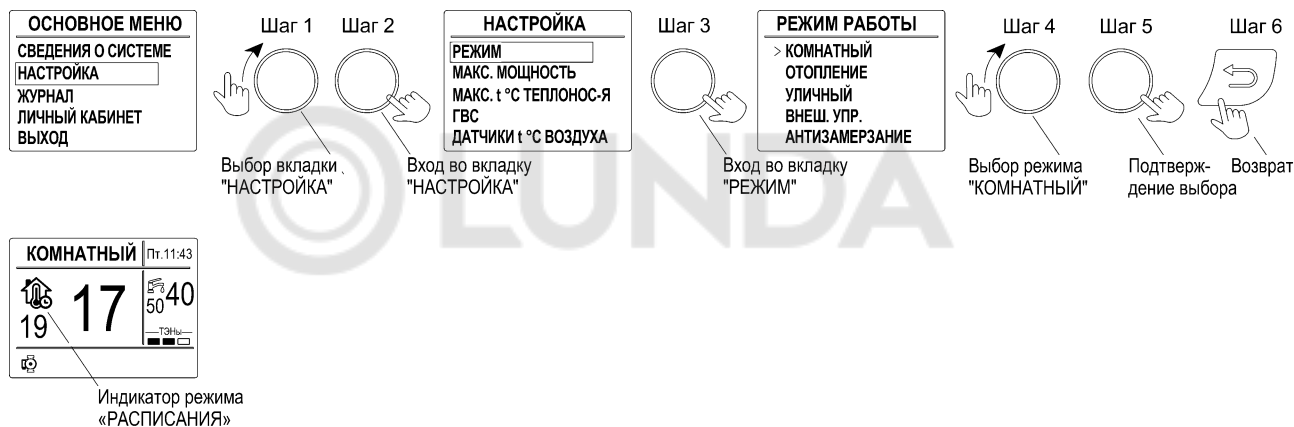 ОСНОВНОЕ МЕНЮ
СВЕДЕНИЯ О СИСТЕМЕ
НАСТРОЙКА
ЖУРНАЛ
ЛИЧНЫЙ КАБИНЕТ
ВЫХОД
Шаг 1
Выбор вкладки
"НАСТРОЙКА"
Шаг 2
Вход во вкладку
"НАСТРОЙКА"
НАСТРОЙКА
РЕЖИМ
МАКС. МОЩНОСТЬ
МАКС. t °C ТЕПЛОНОС-Я
ГВС
ДАТЧИКИ t °C ВОЗДУХА
Шаг 3
Вход во вкладку
"РЕЖИМ"
РЕЖИМ РАБОТЫ
> КОМНАТНЫЙ
ОТОПЛЕНИЕ
УЛИЧНЫЙ
ВНЕШ. УПР.
АНТИЗАМЕРЗАНИЕ
Шаг 4
Выбор режима
"КОМНАТНЫЙ"
Шаг 5
Подтверж-
дение выбора
Шаг 6
Возврат
LUNDA
КОМНАТНЫЙ
Пт.11:43
19
17
50
40
ТЭНы
Индикатор режима
«РАСПИСАНИЯ»